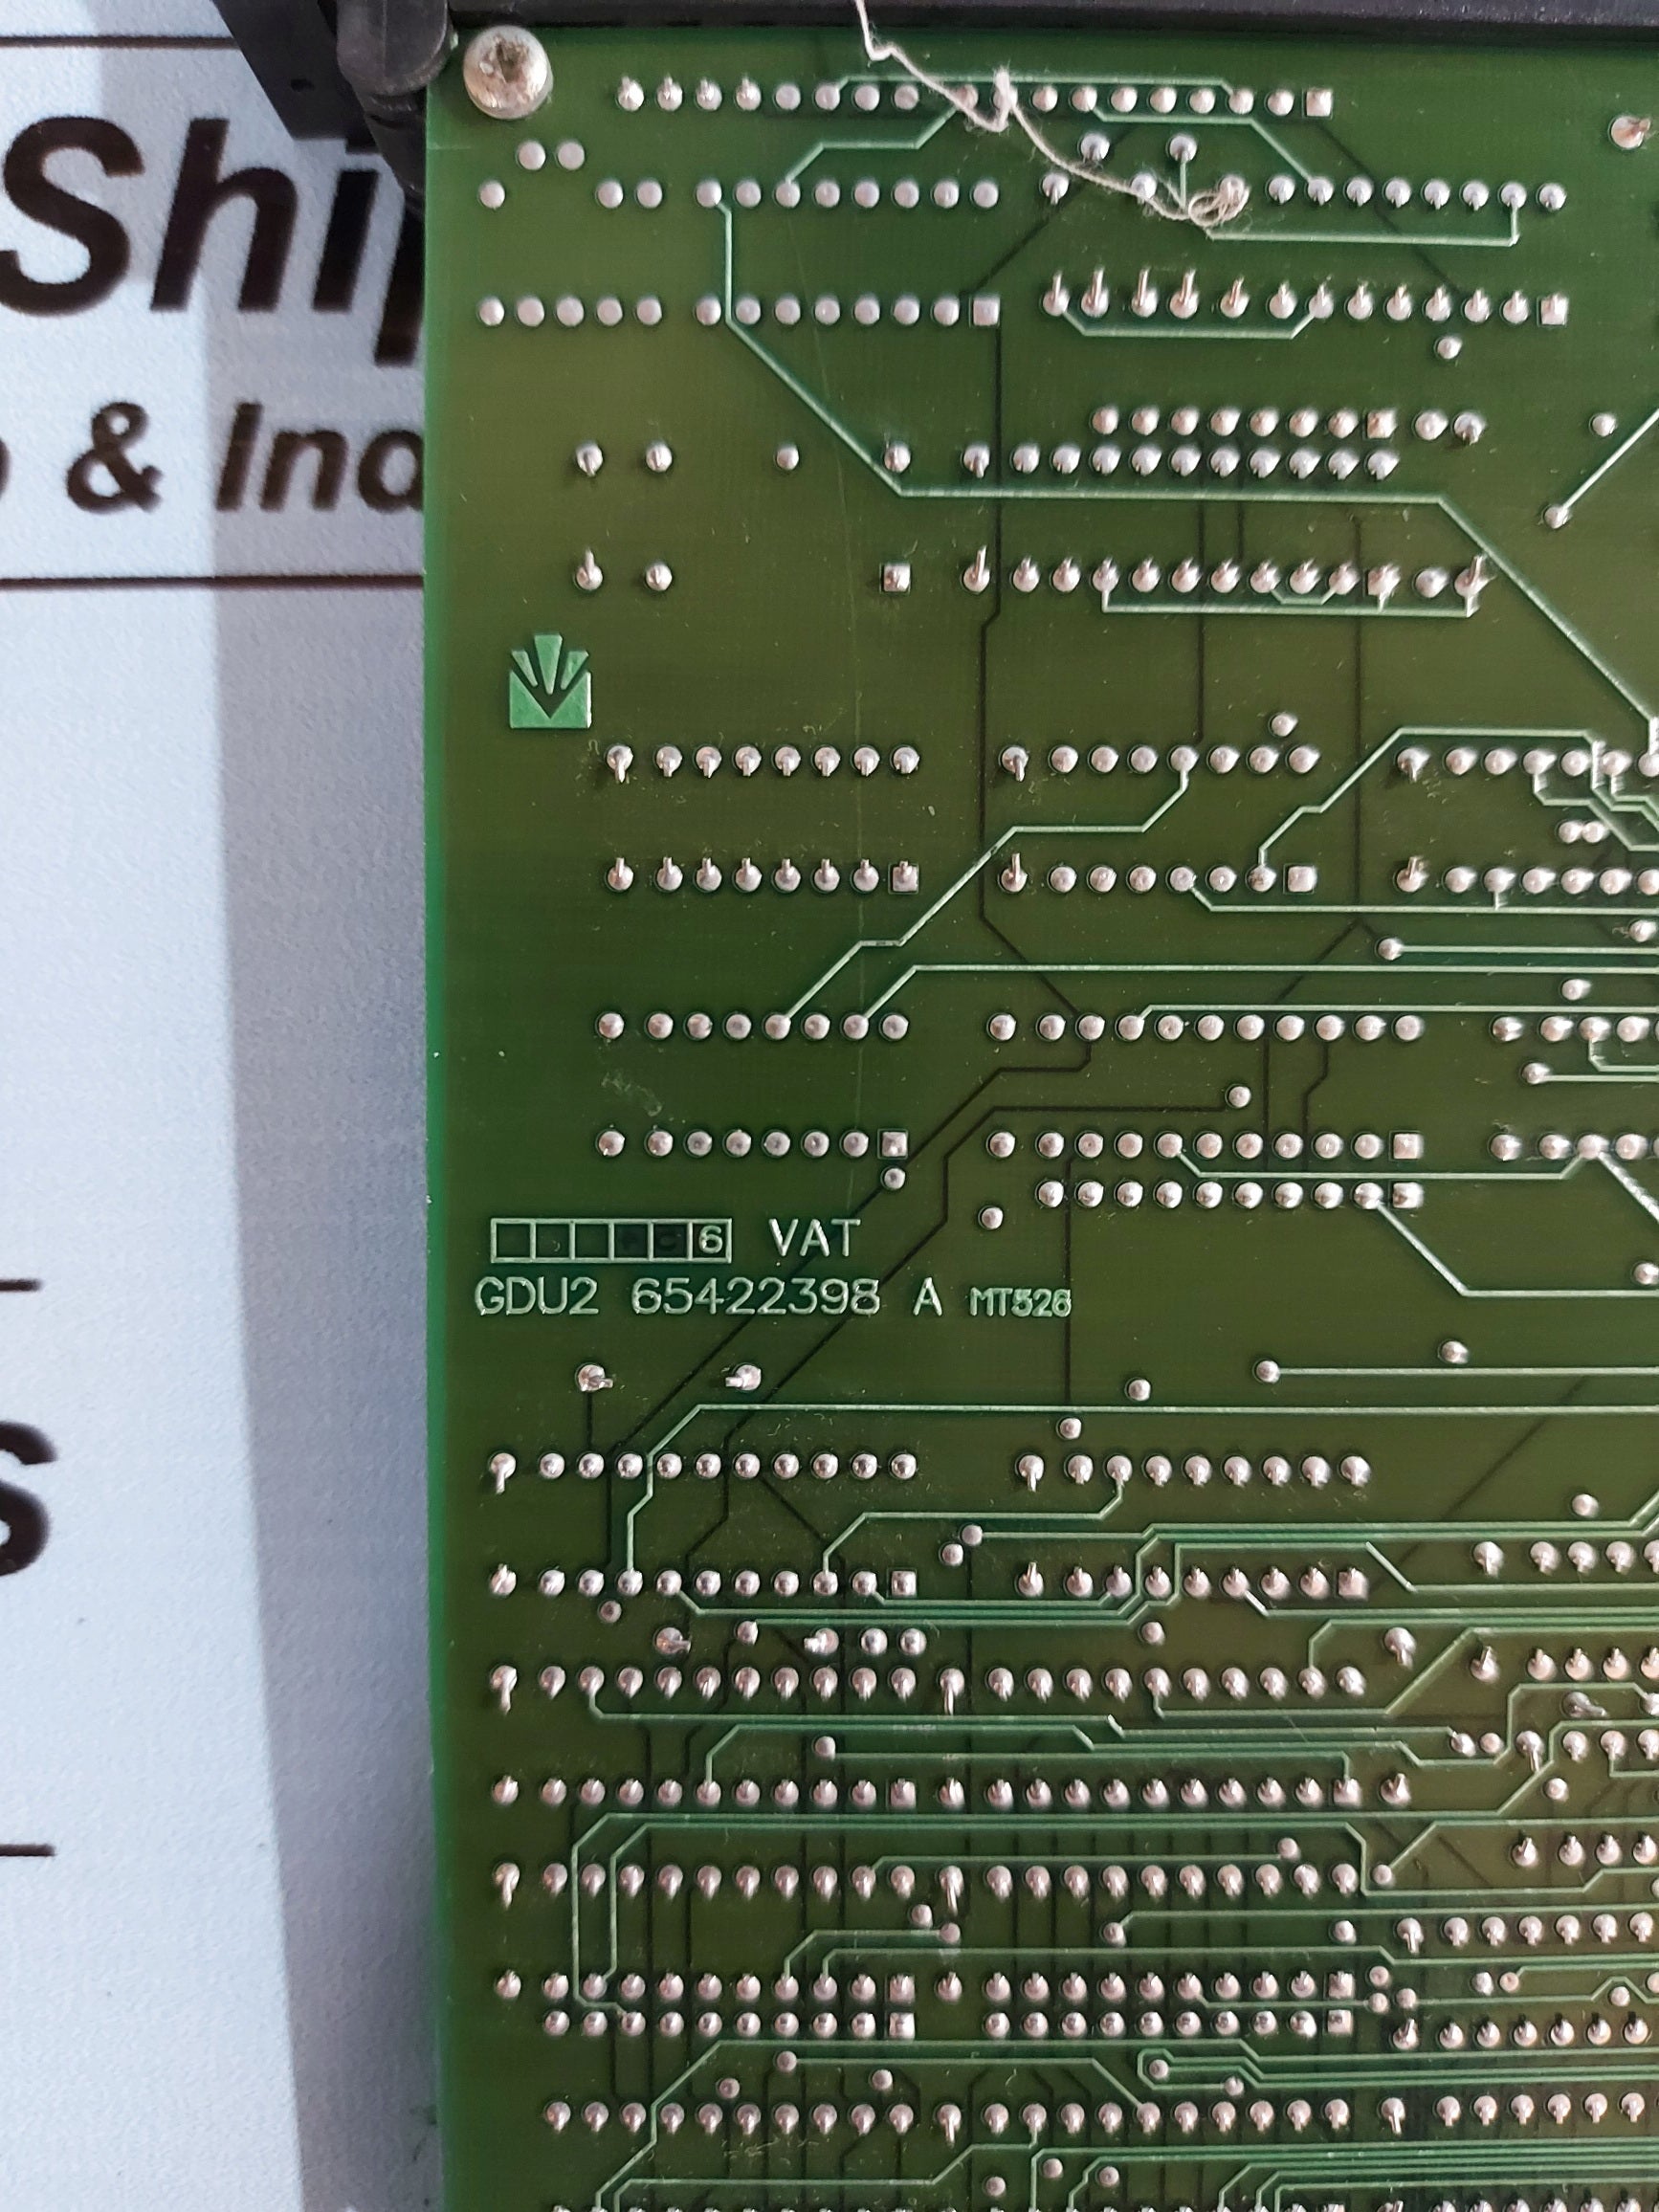 Ship
& Ind
6 VAT
GDU2 65422398 A MT526
s